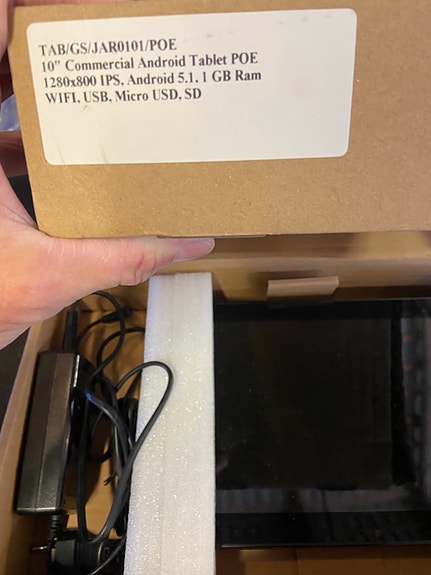 TAB/GS/JAR0101/POE
10" Commercial Android Tablet POE
1280x800 IPS, Android 5.1, 1 GB Ram
WIFI, USB, Micro USD, SD